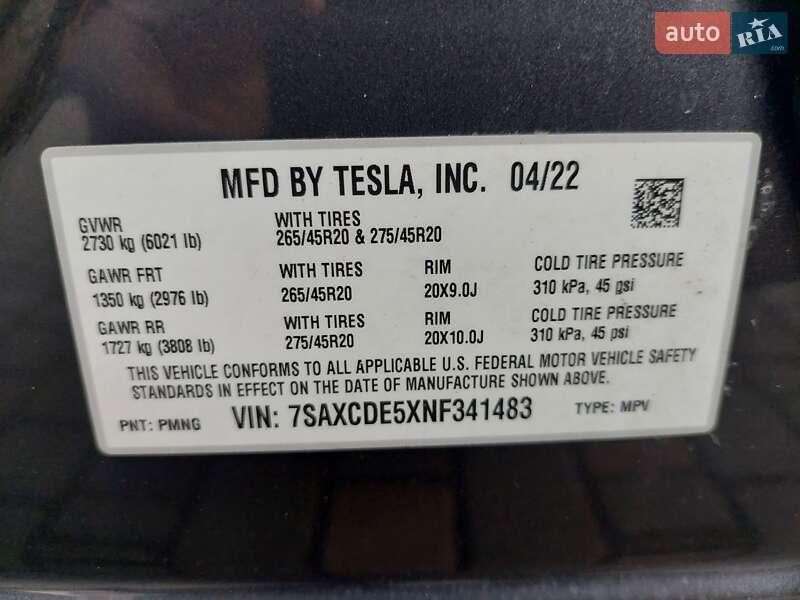 auto RIA.com
MFD BY TESLA, INC. 04/22
GVWR
2730 kg (6021 lb)
WITH TIRES
265/45R20 & 275/45R20
GAWR FRT
1350 kg (2976 lb)
WITH TIRES
265/45R20
RIM
20X9.0J
COLD TIRE PRESSURE
310 kPa, 45 psi
GAWR RR
1727 kg (3808 lb)
WITH TIRES
275/45R20
RIM
20X10.0J
COLD TIRE PRESSURE
310 kPa, 45 psi
THIS VEHICLE CONFORMS TO ALL APPLICABLE U.S. FEDERAL MOTOR VEHICLE SAFETY
STANDARDS IN EFFECT ON THE DATE OF MANUFACTURE SHOWN ABOVE.
PNT: PMNG VIN: 7SAXCDE5XNF341483 TYPE: MPV